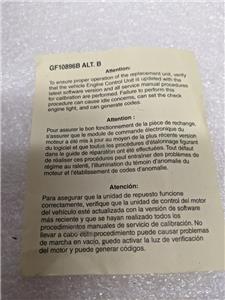 GF10896B ALT. B
Attention:
To ensure proper operation of the replacement unit, verify
that the vehicle Engine Control Unit is updated with the
latest software version and all service manual procedures
for calibration are performed. Failure to perform this
procedure can cause idle concerns, can set the check
engine light, and can generate codes.
Attention :
Pour assurer le bon fonctionnement de la pièce de rechange,
s'assurer que le module de commande électronique du
moteur a été mis à jour au moyen de la plus récente version
du logiciel et que toutes les procédures d'étalonnage figurant
dans le guide de réparation ont été effectuées. Tout défaut
de réaliser ces procédures peut entraîner des problèmes de
régime au ralenti, l'illumination du témoin d'anomalie du
moteur et l'établissement de codes d'anomalie.
Atención:
Para asegurar que la unidad de repuesto funcione
correctamente, verifique que la unidad de control del motor
del vehículo esté actualizada con la versión de software
más reciente y que se hayan realizado todos los
procedimientos manuales de servicio de calibración. No
llevar a cabo este procedimiento puede causar problemas
de marcha en vacío, puede activar la luz de verificación
del motor y puede generar códigos.